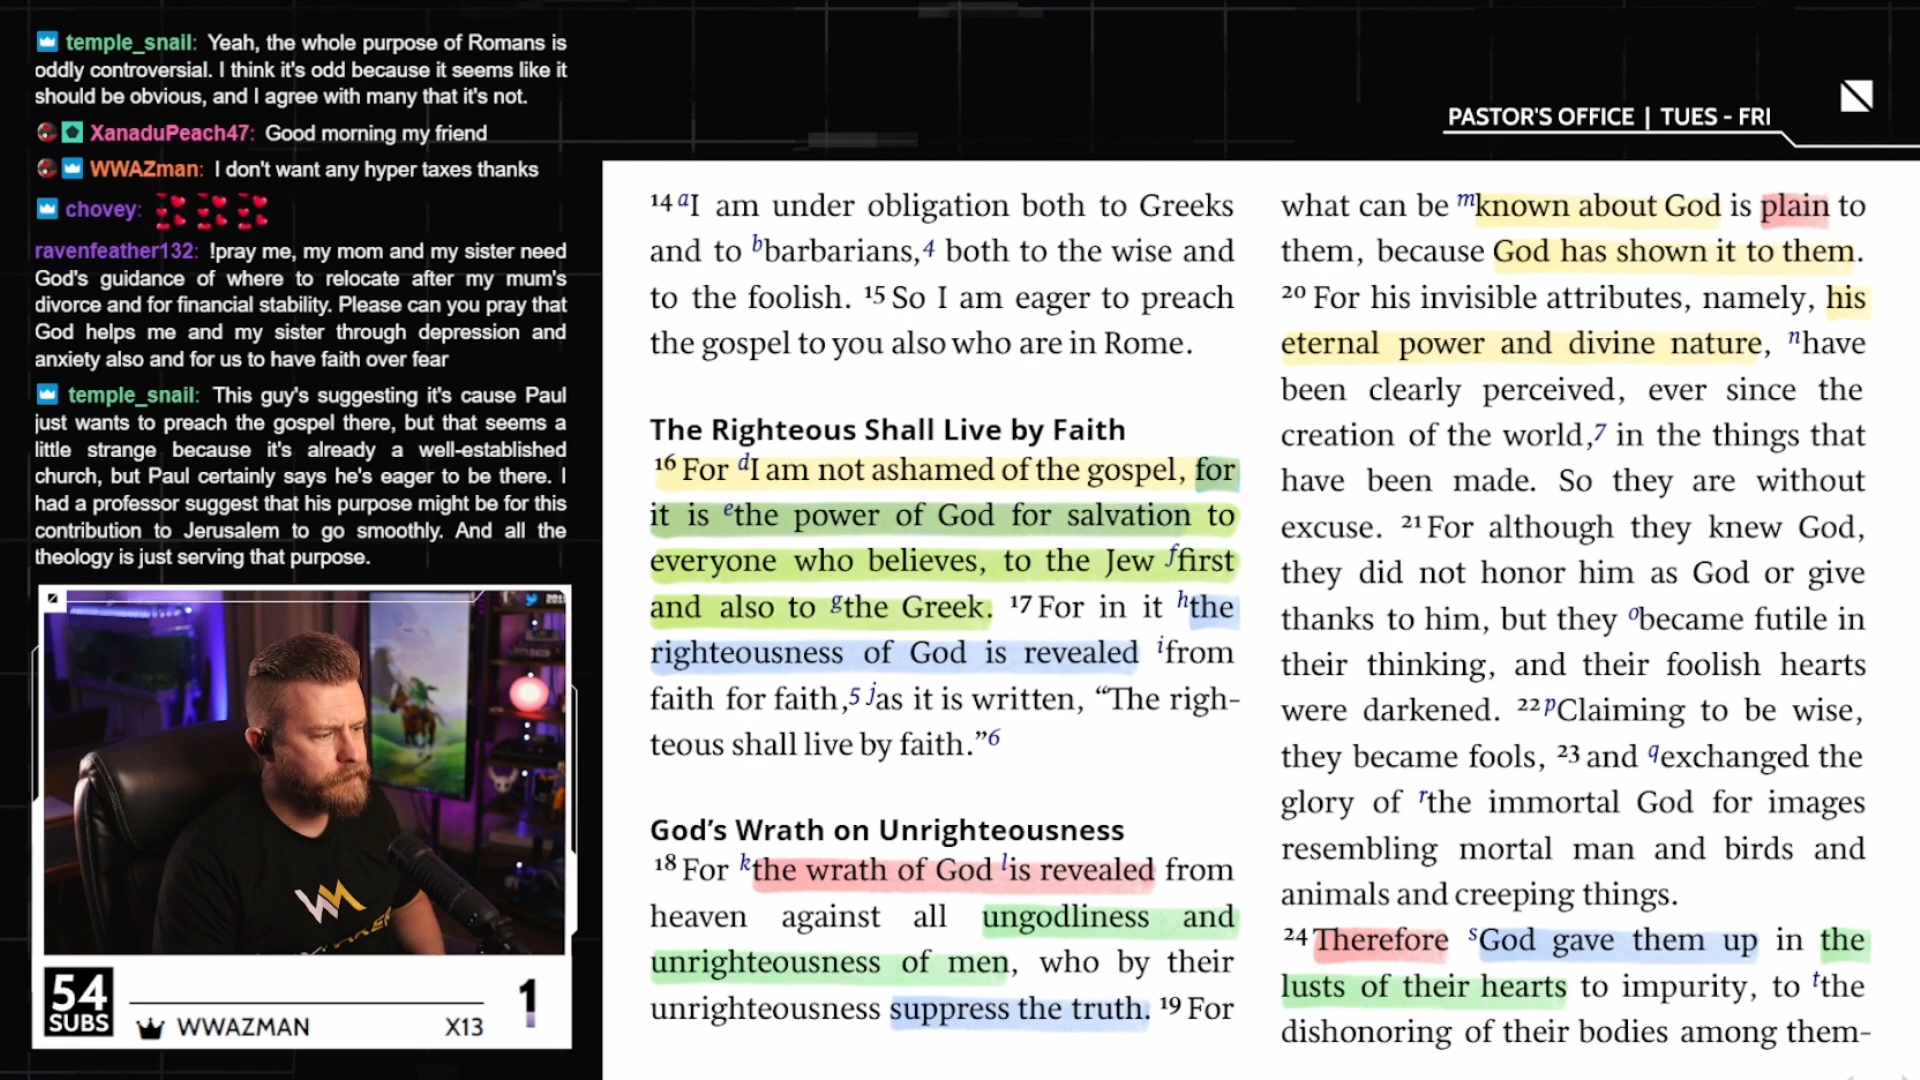 temple_snail: Yeah, the whole purpose of Romans is
oddly controversial. I think it's odd because it seems like it
should be obvious, and I agree with many that it's not.
XanaduPeach47: Good morning my friend
WWAZman: I don't want any hyper taxes thanks
chovey:
ravenfeather132: !pray me, my mom and my sister need
God's guidance of where to relocate after my mum's
divorce and for financial stability. Please can you pray that
God helps me and my sister through depression and
anxiety also and for us to have faith over fear
temple_snail: This guy's suggesting it's cause Paul
just wants to preach the gospel there, but that seems a
little strange because it's already a well-established
church, but Paul certainly says he's eager to be there. I
had a professor suggest that his purpose might be for this
contribution to Jerusalem to go smoothly. And all the
theology is just serving that purpose.
54
SUBS
WWAZMAN X13
1
PASTOR'S OFFICE | TUES - FRI
14 a I am under obligation both to Greeks
and to b barbarians,4 both to the wise and
to the foolish. 15 So I am eager to preach
the gospel to you also who are in Rome.
The Righteous Shall Live by Faith
16 For d I am not ashamed of the gospel, for
it is e the power of God for salvation to
everyone who believes, to the Jew f first
and also to g the Greek. 17 For in it h the
righteousness of God is revealed i from
faith for faith,5 j as it is written, “The righ-
teous shall live by faith.”6
God’s Wrath on Unrighteousness
18 For k the wrath of God l is revealed from
heaven against all ungodliness and
unrighteousness of men, who by their
unrighteousness suppress the truth. 19 For
what can be m known about God is plain to
them, because God has shown it to them.
20 For his invisible attributes, namely, his
eternal power and divine nature, n have
been clearly perceived, ever since the
creation of the world,7 in the things that
have been made. So they are without
excuse. 21 For although they knew God,
they did not honor him as God or give
thanks to him, but they o became futile in
their thinking, and their foolish hearts
were darkened. 22 p Claiming to be wise,
they became fools, 23 and q exchanged the
glory of r the immortal God for images
resembling mortal man and birds and
animals and creeping things.
24 Therefore s God gave them up in the
lusts of their hearts to impurity, to t the
dishonoring of their bodies among them-